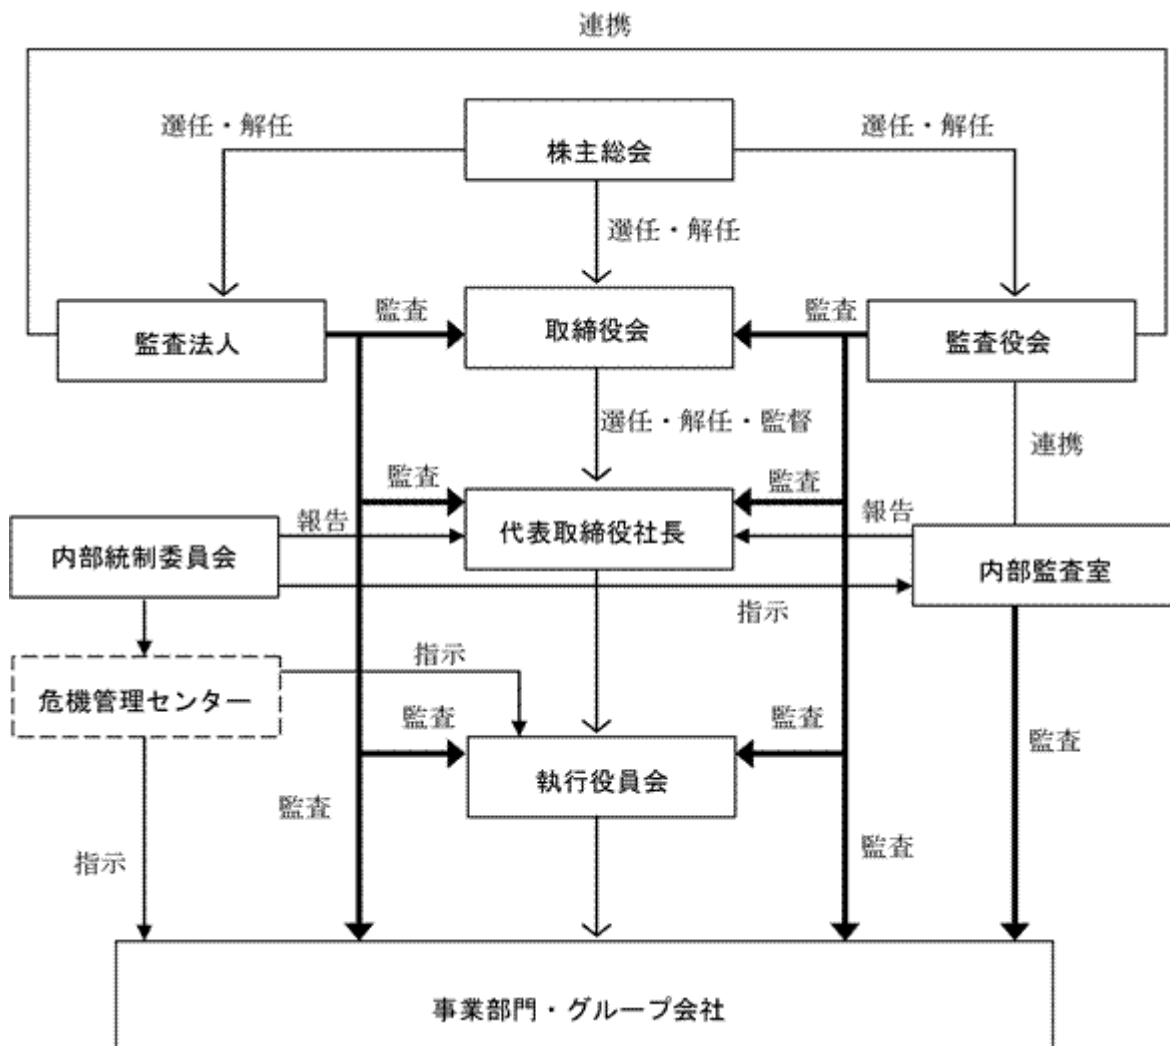 連携
選任・解任
株主総会
選任・解任
選任・解任
監査法人
監査
取締役会
監査
監査役会
選任・解任・監督
連携
監査
監査
内部統制委員会
報告
代表取締役社長
報告
内部監査室
指示
危機管理センター
指示
監査
監査
執行役員会
監査
監査
監査
指示
事業部門・グループ会社